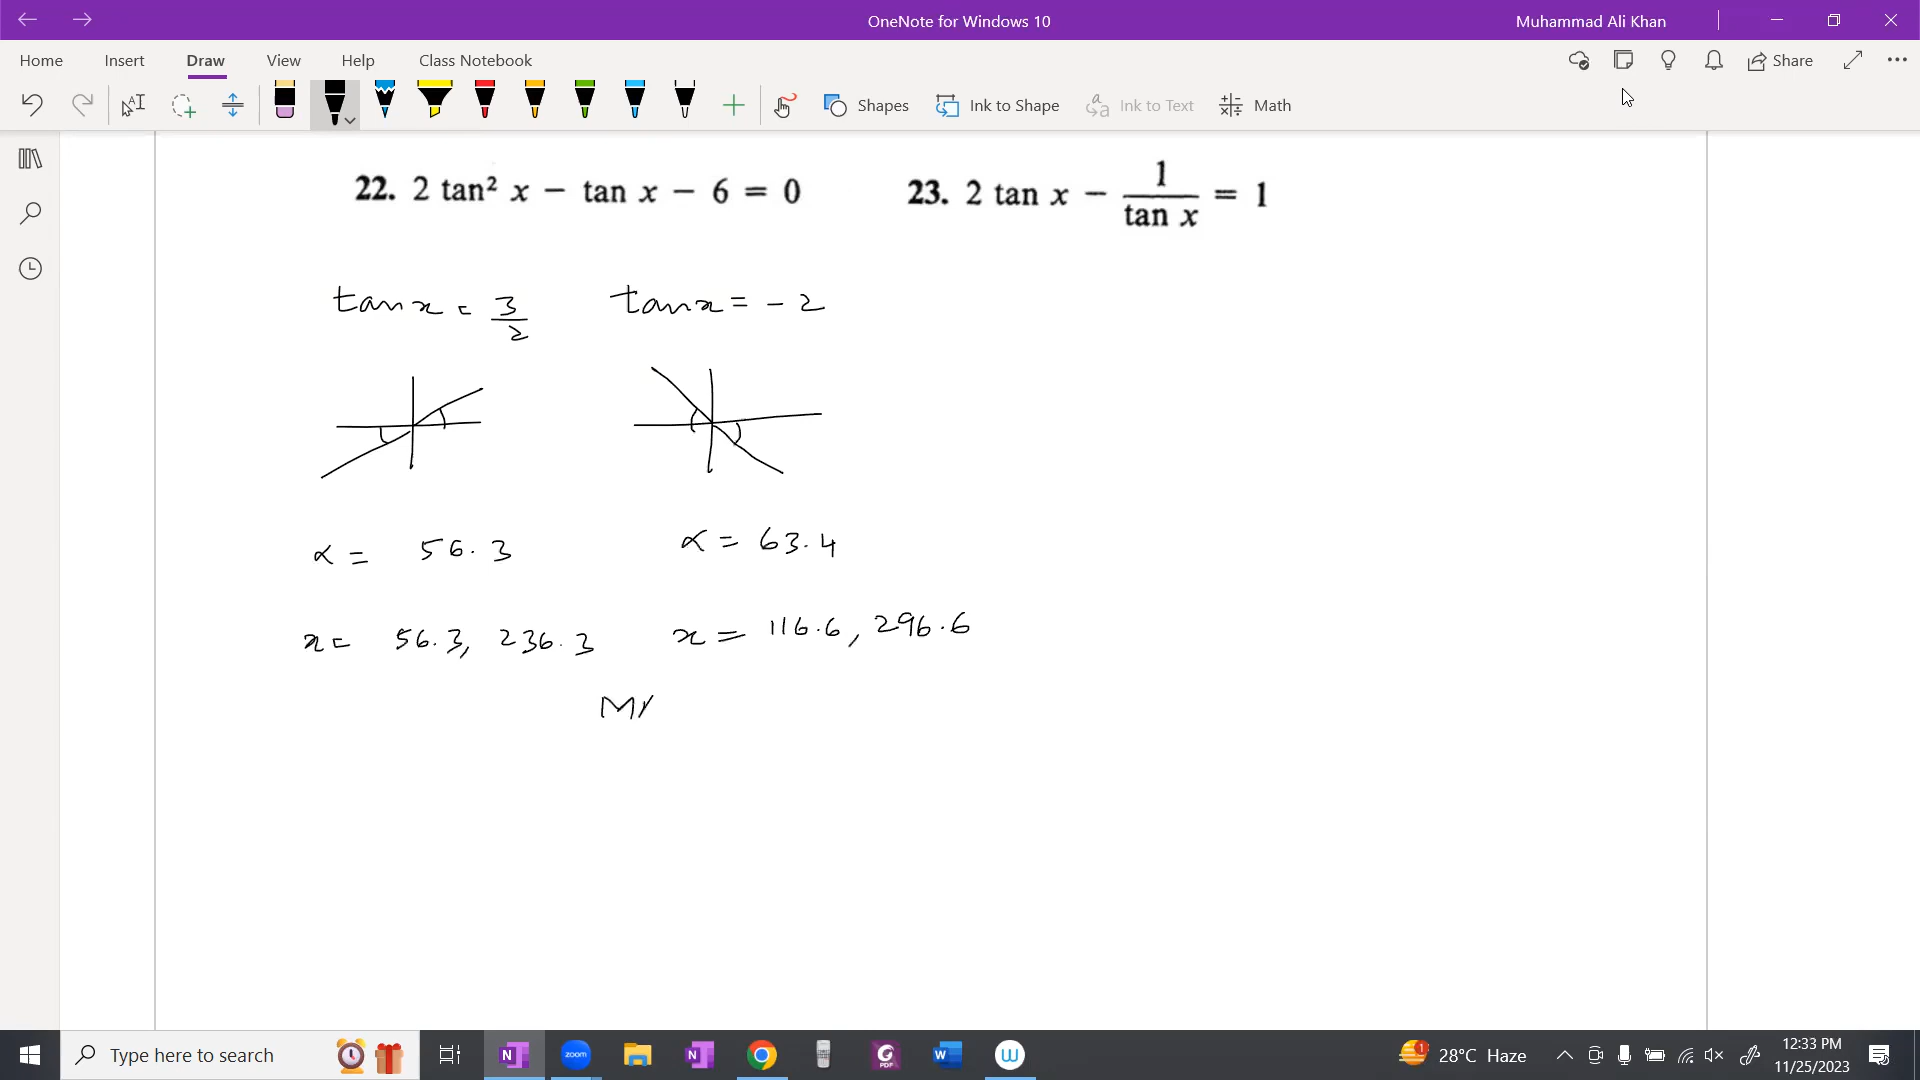 OneNote for Windows 10
Muhammad Ali Khan
Home Insert Draw View Help Class Notebook
Share
Shapes Ink to Shape Ink to Text Math
22. 2 tan² x − tan x − 6 = 0
23. 2 tan x − 1/tan x = 1
tan x = 3/2
tan x = - 2
α = 56.3
α = 63.4
x = 56.3, 236.3
x = 116.6, 296.6
Type here to search
28°C Haze
12:33 PM
11/25/2023